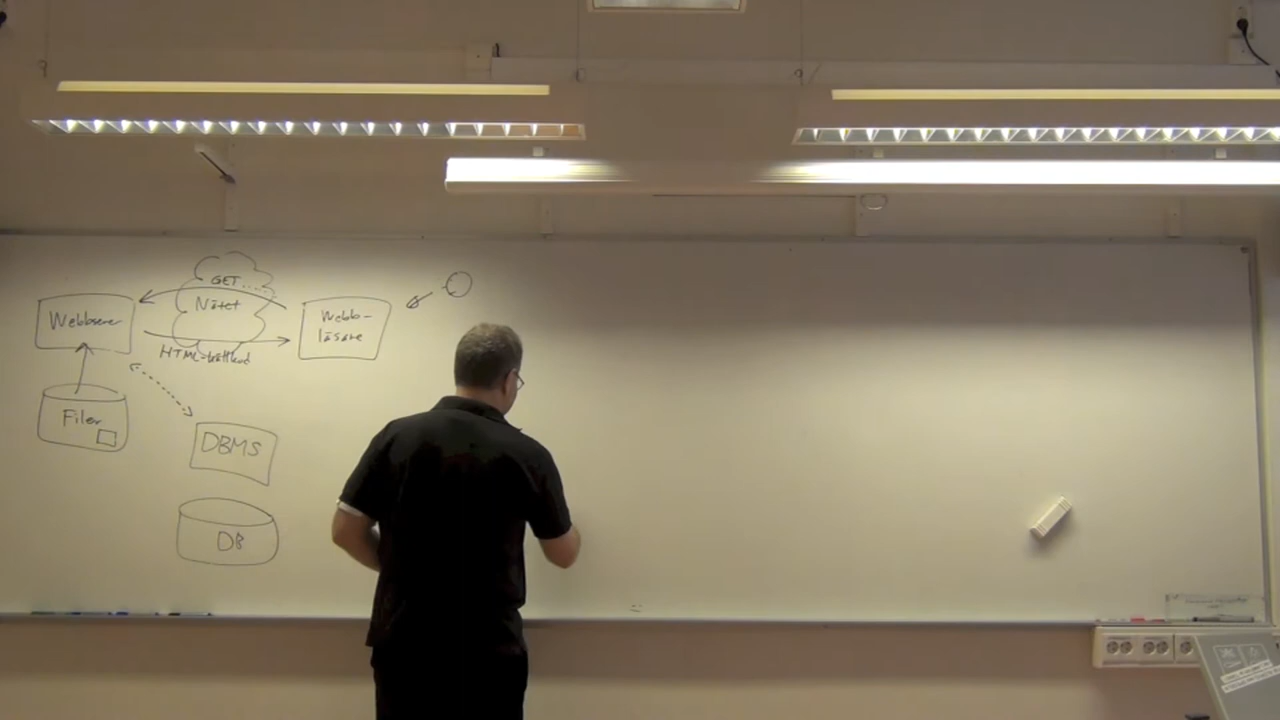 GET....
Nätet
Webbserver
Webb-
läsare
HTML-källkod
Filer
DBMS
DB